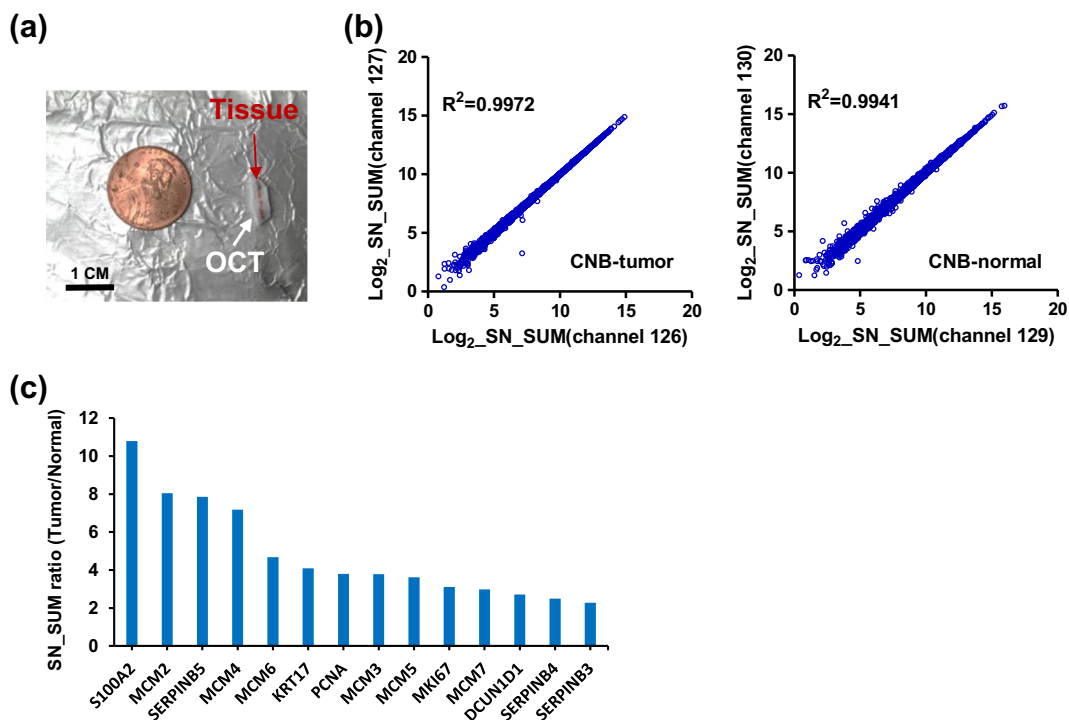 (a)
Tissue
OCT
1 CM
(b)
Log₂_SN_SUM(channel 127)
20
15
10
5
0
R²=0.9972
CNB-tumor
0 5 10 15 20
Log₂_SN_SUM(channel 126)
Log₂_SN_SUM(channel 130)
20
15
10
5
0
R²=0.9941
CNB-normal
0 5 10 15 20
Log₂_SN_SUM(channel 129)
(c)
SN_SUM ratio (Tumor/Normal)
12
10
8
6
4
2
0
S100A2
MCM2
SERPINB5
MCM4
MCM6
KRT17
PCNA
MCM3
MCM5
MKI67
MCM7
DCUN1D1
SERPINB4
SERPINB3